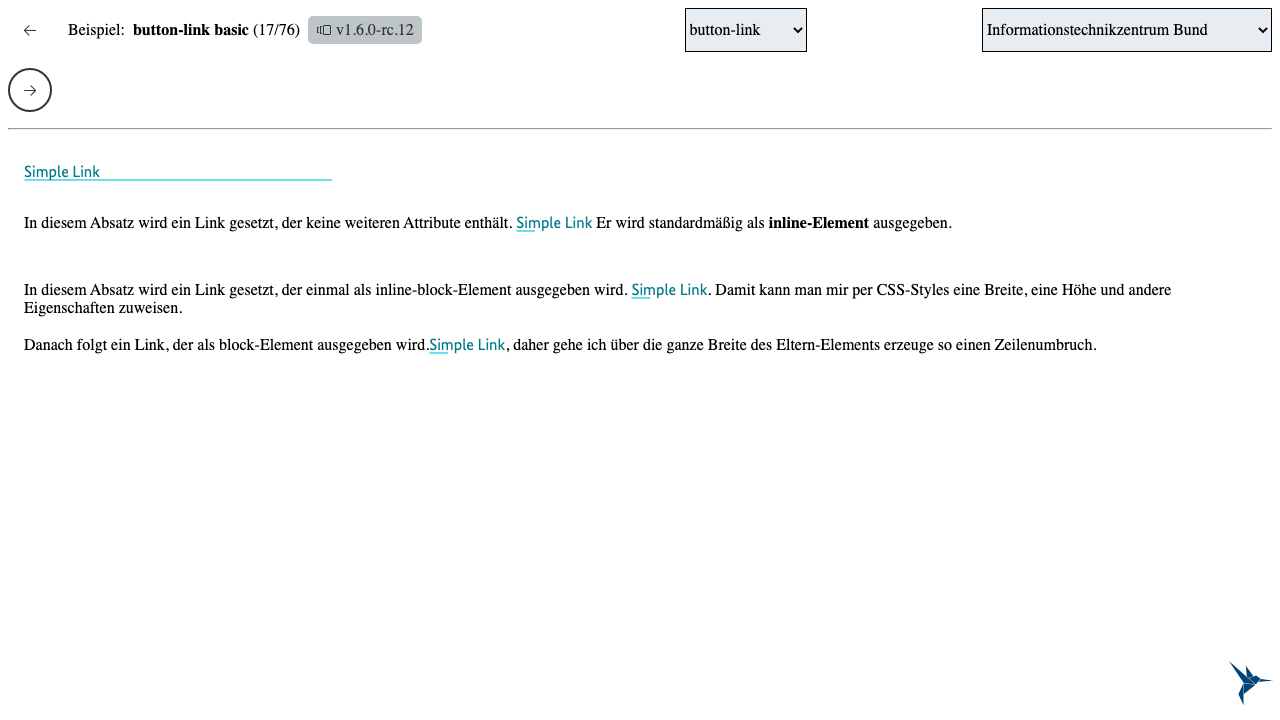 Beispiel: button-link basic (17/76) v1.6.0-rc.12 button-link Informationstechnikzentrum Bund
Simple Link
In diesem Absatz wird ein Link gesetzt, der keine weiteren Attribute enthält. Simple Link Er wird standardmäßig als inline-Element ausgegeben.
In diesem Absatz wird ein Link gesetzt, der einmal als inline-block-Element ausgegeben wird. Simple Link. Damit kann man mir per CSS-Styles eine Breite, eine Höhe und andere
Eigenschaften zuweisen.
Danach folgt ein Link, der als block-Element ausgegeben wird.Simple Link, daher gehe ich über die ganze Breite des Eltern-Elements erzeuge so einen Zeilenumbruch.